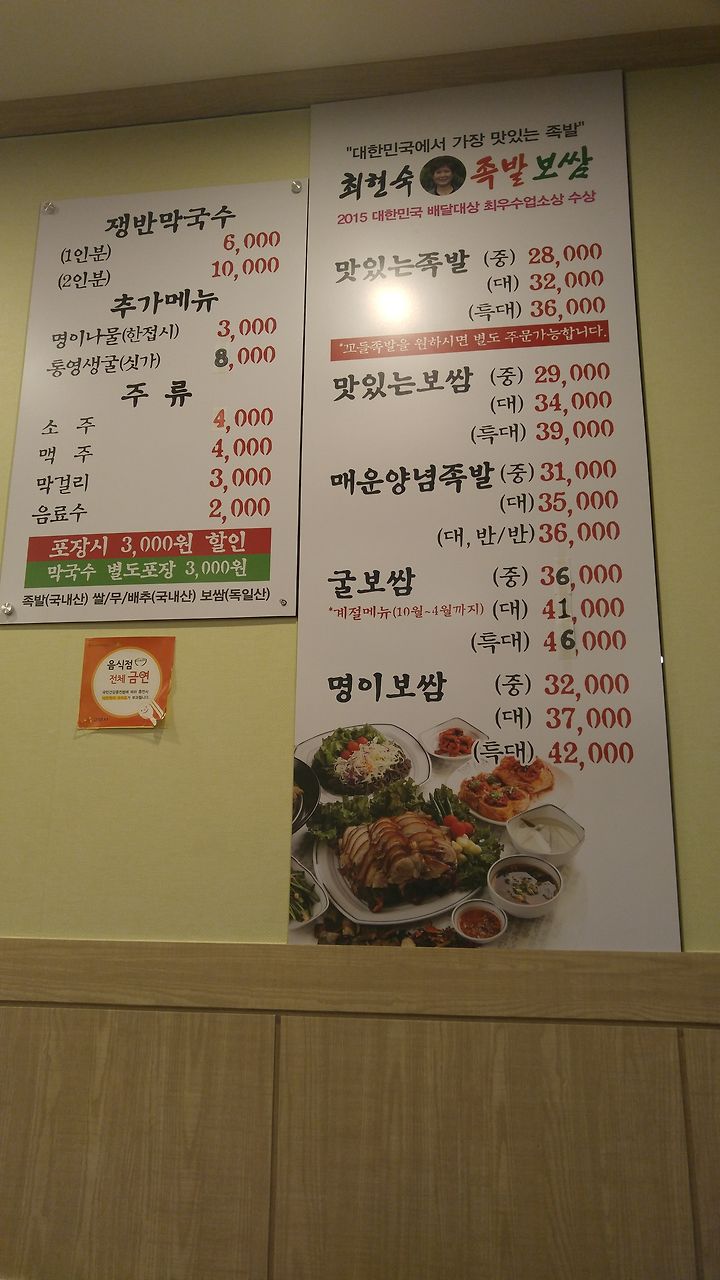 쟁반막국수
(1인분) 6,000
(2인분) 10,000
추가메뉴
명이나물(한접시) 3,000
통영생굴(싯가) 8,000
주 류
소 주 4,000
맥 주 4,000
막걸리 3,000
음료수 2,000
포장시 3,000원 할인
막국수 별도포장 3,000원
족발(국내산) 쌀/무/배추(국내산) 보쌈(독일산)
음식점
전체 금연
"대한민국에서 가장 맛있는 족발"
최현숙 족발보쌈
2015 대한민국 배달대상 최우수업소상 수상
맛있는족발 (중) 28,000
(대) 32,000
(특대) 36,000
*꼬들족발을 원하시면 별도 주문가능합니다.
맛있는보쌈 (중) 29,000
(대) 34,000
(특대) 39,000
매운양념족발 (중) 31,000
(대) 35,000
(대, 반/반) 36,000
굴보쌈 (중) 36,000
*계절메뉴(10월~4월까지) (대) 41,000
(특대) 46,000
명이보쌈 (중) 32,000
(대) 37,000
(특대) 42,000